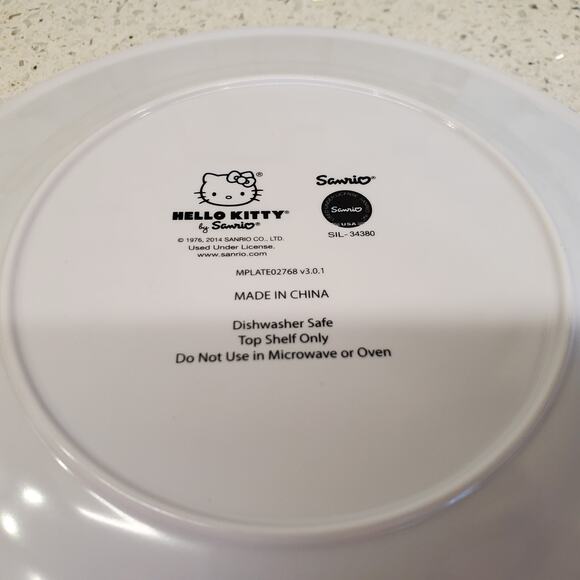 HELLO KITTY®
by Sanrio®
© 1976, 2014 SANRIO CO., LTD.
Used Under License.
www.sanrio.com
Sanrio®
Sanrio
USA
SIL-34380
MPLATE02768 v3.0.1
MADE IN CHINA
Dishwasher Safe
Top Shelf Only
Do Not Use in Microwave or Oven